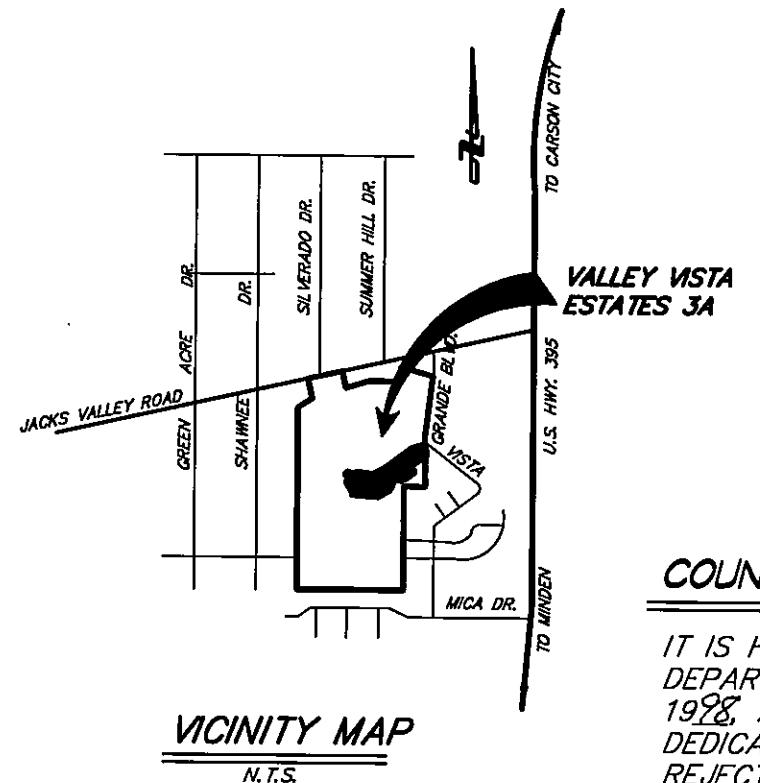 TO CARSON CITY
SILVERADO DR.
SUMMER HILL DR.
VALLEY VISTA
ESTATES 3A
GREEN ACRE DR.
SHAWNEE DR.
JACKS VALLEY ROAD
GRANDE BLVD.
VISTA
U.S. HWY. 395
MICA DR.
TO MINDEN
VICINITY MAP
N.T.S.
COUN
IT IS H
DEPAR
1998,
DEDICA
REJECT